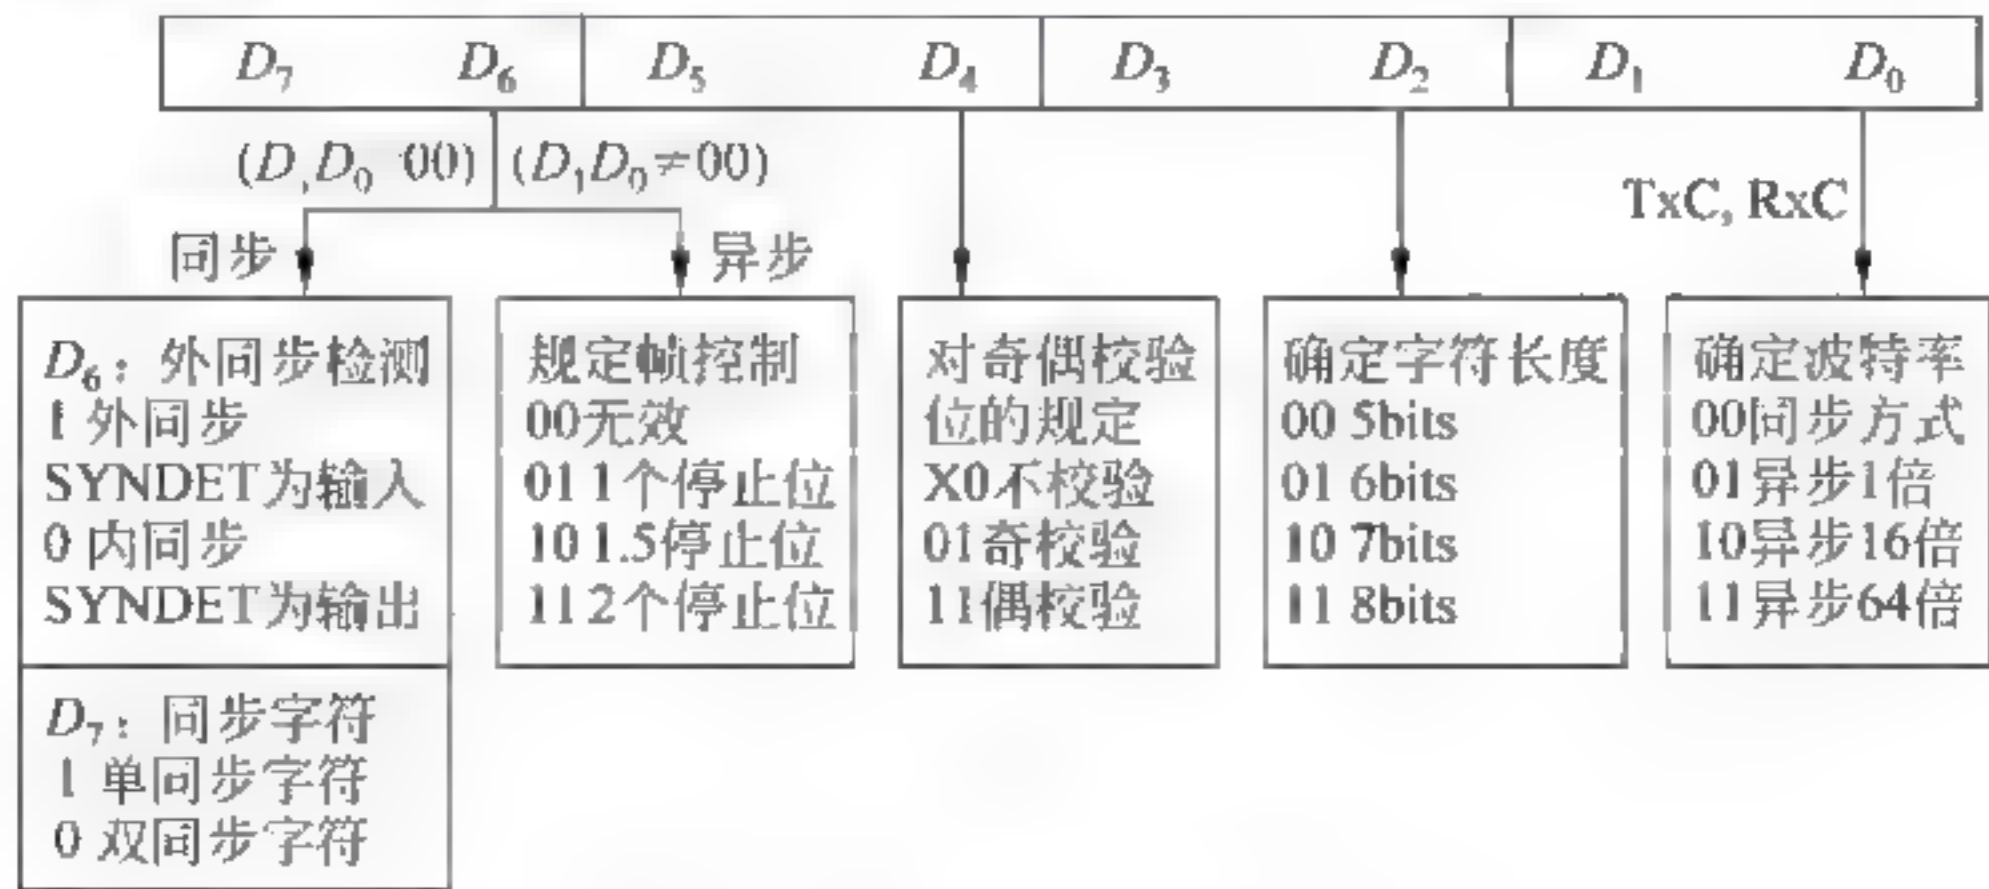 D₇ D₆ D₅ D₄ D₃ D₂ D₁ D₀
(D₁D₀ 00) (D₁D₀≠00)
TxC, RxC
同步
异步
D₆：外同步检测
1 外同步
SYNDET为输入
0 内同步
SYNDET为输出
D₇：同步字符
1 单同步字符
0 双同步字符
规定帧控制
00无效
01 1个停止位
10 1.5停止位
11 2个停止位
对奇偶校验
位的规定
X0不校验
01奇校验
11偶校验
确定字符长度
00 5bits
01 6bits
10 7bits
11 8bits
确定波特率
00同步方式
01异步1倍
10异步16倍
11异步64倍